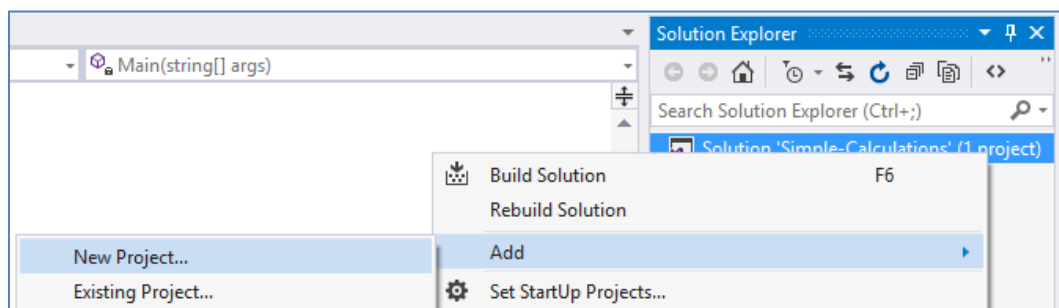 Solution Explorer
Main(string[] args)
Search Solution Explorer (Ctrl+;)
Solution 'Simple-Calculations' (1 project)
Build Solution F6
Rebuild Solution
Add
New Project...
Existing Project...
Set StartUp Projects...